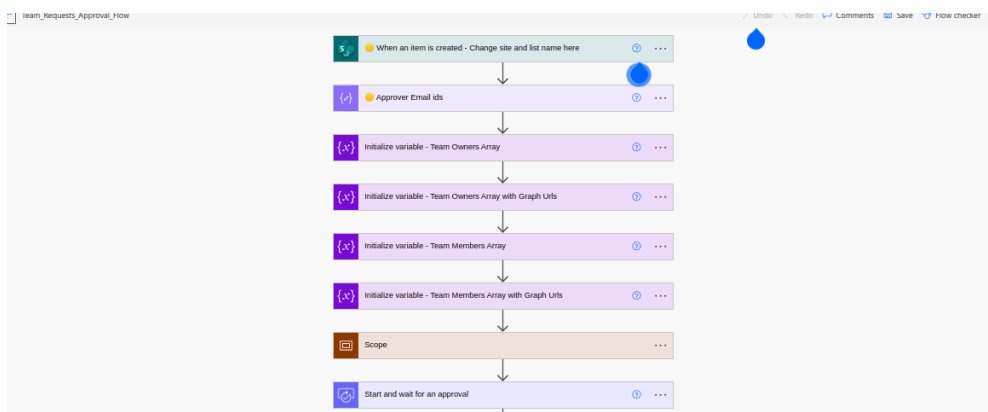 Team_Requests_Approval_Flow
Undo Redo Comments Save Flow checker
When an item is created - Change site and list name here
Approver Email ids
Initialize variable - Team Owners Array
Initialize variable - Team Owners Array with Graph Urls
Initialize variable - Team Members Array
Initialize variable - Team Members Array with Graph Urls
Scope
Start and wait for an approval